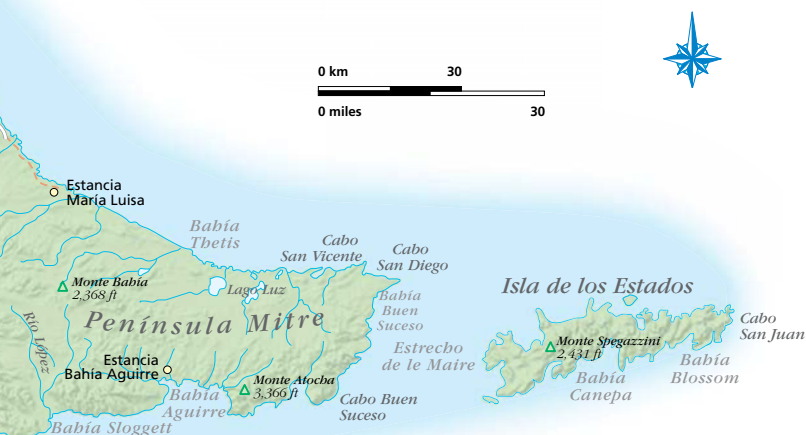 0 km 30
0 miles 30
Estancia
María Luisa
Bahía
Thetis
Cabo
San Vicente
Cabo
San Diego
Monte Bahía
2,368 ft
Lago Luz
Isla de los Estados
Bahía
Buen
Suceso
Península Mitre
Río López
Cabo
San Juan
Estrecho
de le Maire
Monte Spegazzini
2,431 ft
Estancia
Bahía Aguirre
Bahía
Blossom
Monte Atocha
3,366 ft
Bahía
Canepa
Bahía
Aguirre
Cabo Buen
Suceso
Bahía Sloggett